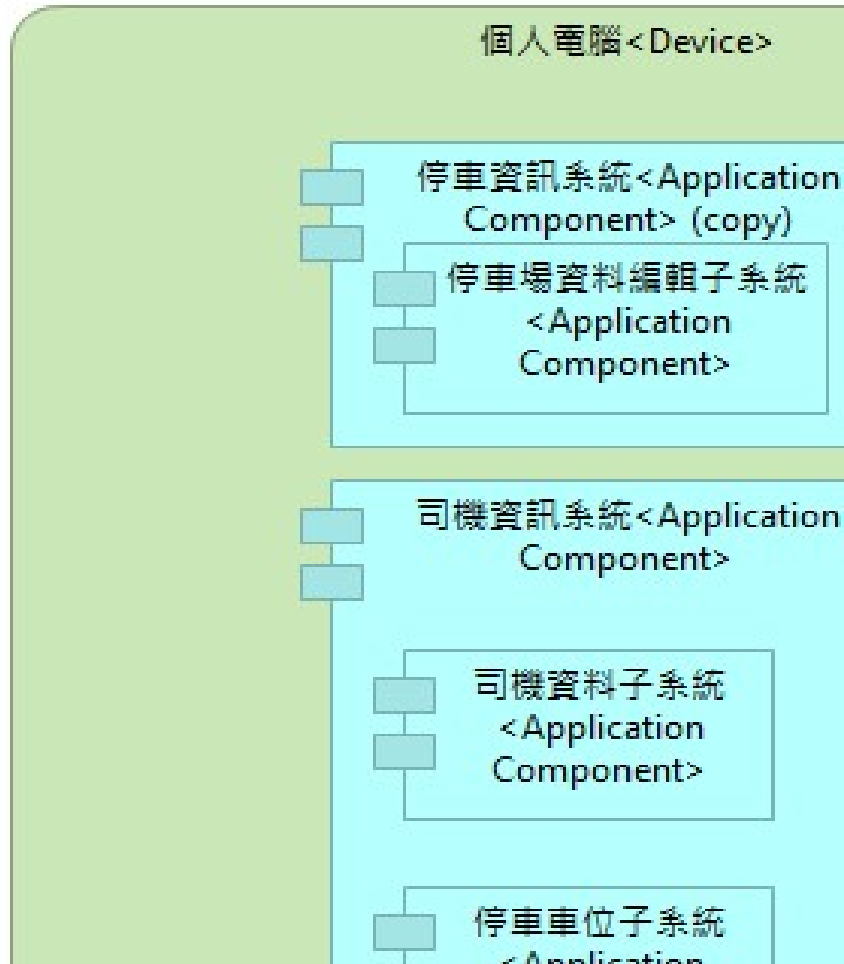 個人電腦<Device>
停車資訊系統<Application
Component> (copy)
停車場資料編輯子系統
<Application
Component>
司機資訊系統<Application
Component>
司機資料子系統
<Application
Component>
停車車位子系統
<Application